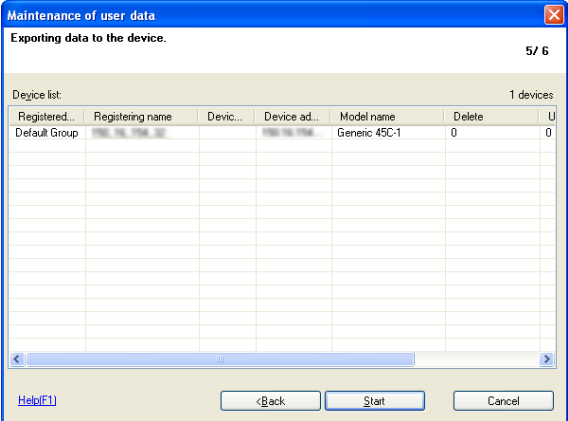 Maintenance of user data
Exporting data to the device.
5/ 6
Device list:
1 devices
Registered... Registering name Devic... Device ad... Model name Delete U
Default Group Generic 45C-1 0 0
Help(F1) <Back Start Cancel